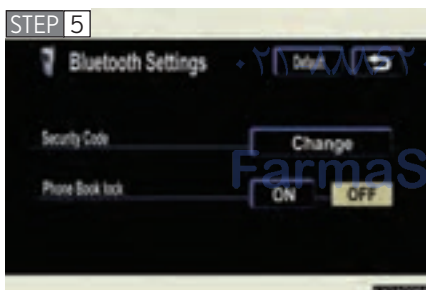 STEP 5
Bluetooth Settings
Default
Security Code
Change
Phone Book lock
ON
OFF
FarmaS